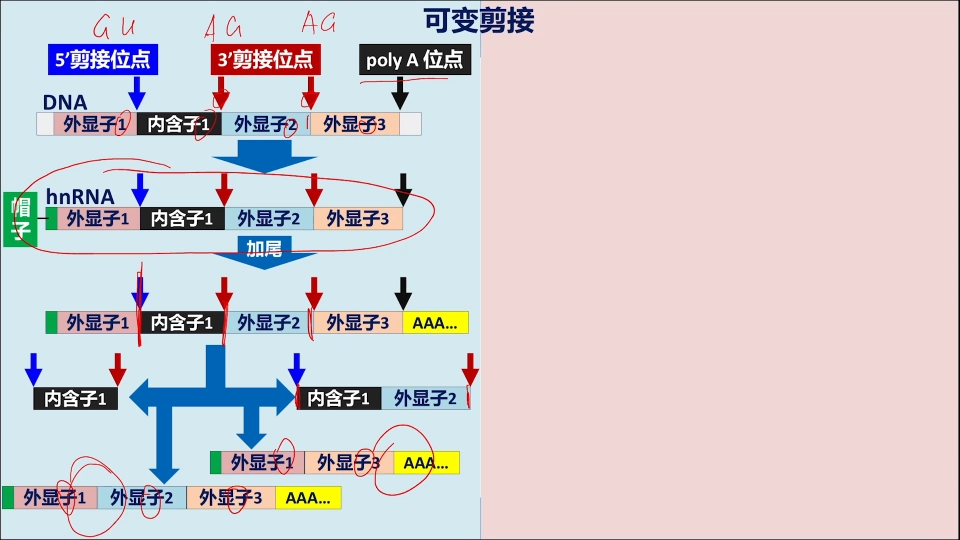 可变剪接
GU AG AG
5'剪接位点 3'剪接位点 poly A 位点
DNA
外显子1 内含子1 外显子2 外显子3
hnRNA
帽子
外显子1 内含子1 外显子2 外显子3
加尾
外显子1 内含子1 外显子2 外显子3 AAA...
内含子1 内含子1 外显子2
外显子1 外显子3 AAA...
外显子1 外显子2 外显子3 AAA...